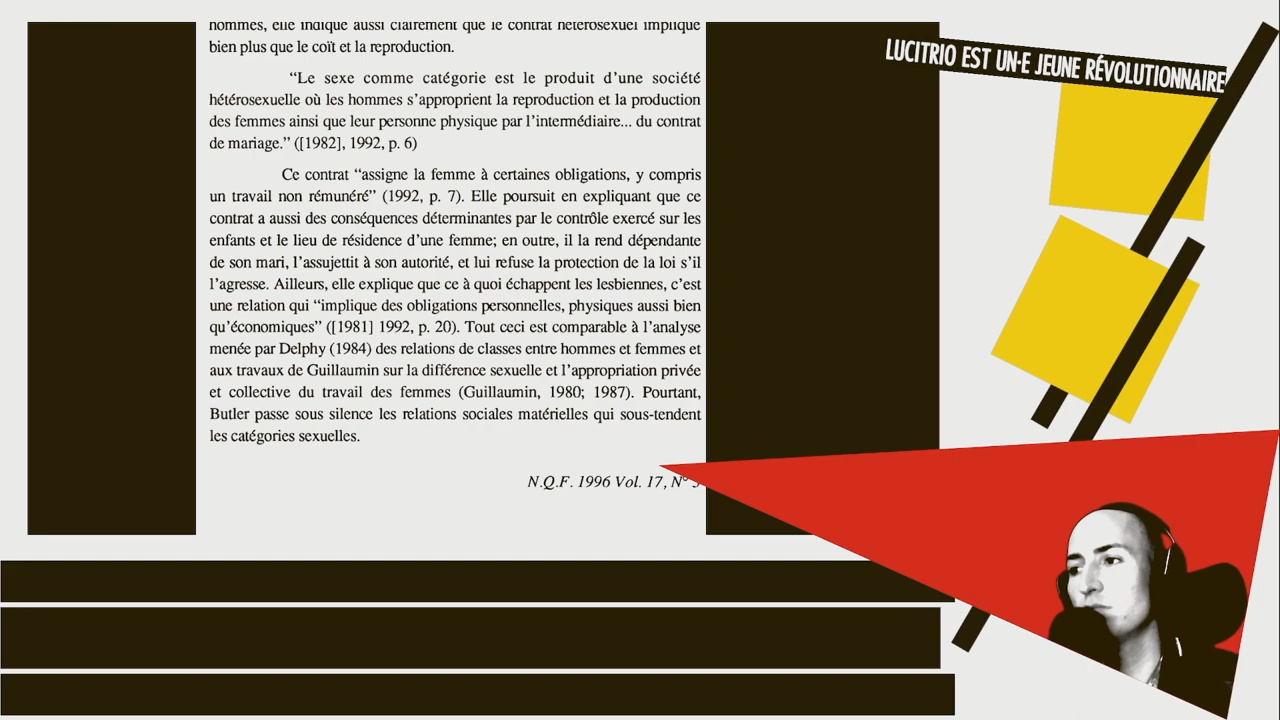 hommes, elle indique aussi clairement que le contrat hétérosexuel implique
bien plus que le coït et la reproduction.
“Le sexe comme catégorie est le produit d’une société
hétérosexuelle où les hommes s’approprient la reproduction et la production
des femmes ainsi que leur personne physique par l’intermédiaire... du contrat
de mariage.” ([1982], 1992, p. 6)
Ce contrat “assigne la femme à certaines obligations, y compris
un travail non rémunéré” (1992, p. 7). Elle poursuit en expliquant que ce
contrat a aussi des conséquences déterminantes par le contrôle exercé sur les
enfants et le lieu de résidence d’une femme; en outre, il la rend dépendante
de son mari, l’assujettit à son autorité, et lui refuse la protection de la loi s’il
l’agresse. Ailleurs, elle explique que ce à quoi échappent les lesbiennes, c’est
une relation qui “implique des obligations personnelles, physiques aussi bien
qu’économiques” ([1981] 1992, p. 20). Tout ceci est comparable à l’analyse
menée par Delphy (1984) des relations de classes entre hommes et femmes et
aux travaux de Guillaumin sur la différence sexuelle et l’appropriation privée
et collective du travail des femmes (Guillaumin, 1980; 1987). Pourtant,
Butler passe sous silence les relations sociales matérielles qui sous-tendent
les catégories sexuelles.
N.Q.F. 1996 Vol. 17, N°
LUCITRIO EST UN·E JEUNE RÉVOLUTIONNAIRE